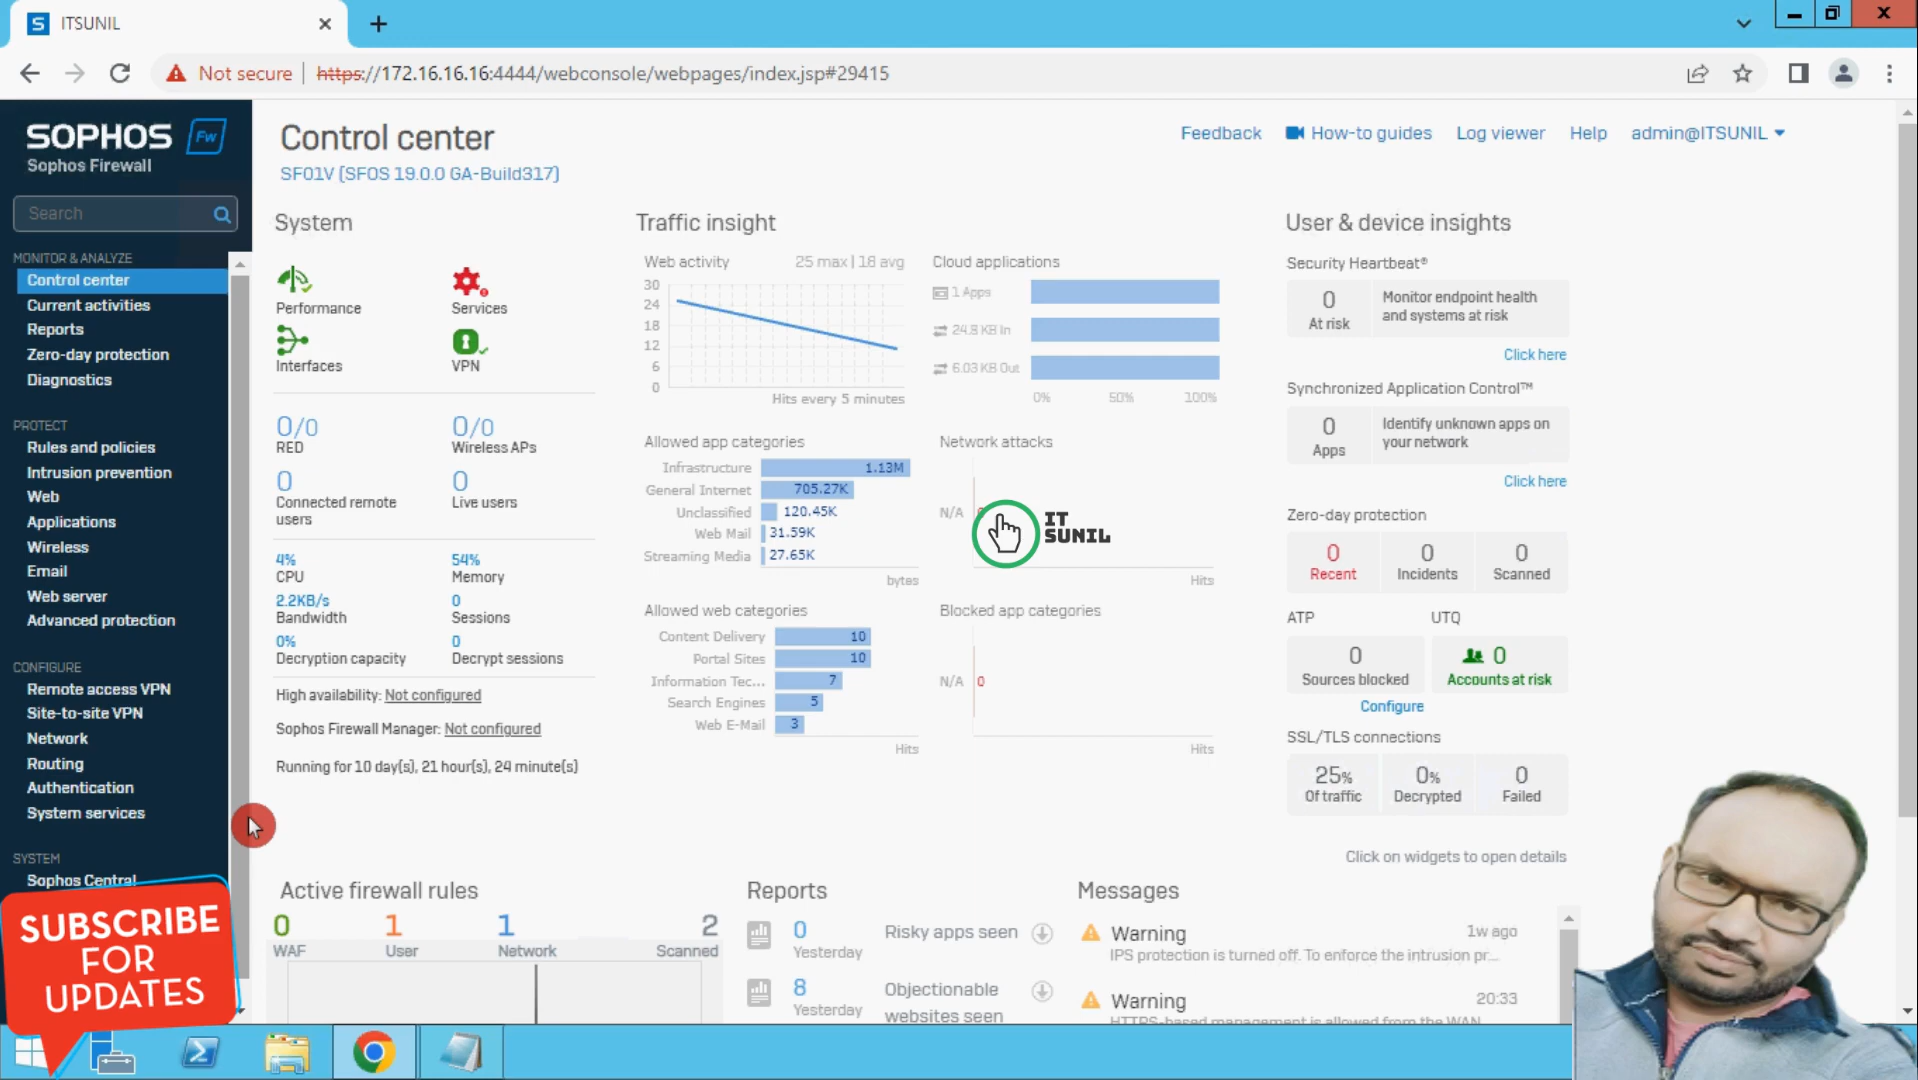 ITSUNIL
Not secure
https://172.16.16.16:4444/webconsole/webpages/index.jsp#29415
SOPHOS Fw
Sophos Firewall
Search
MONITOR & ANALYZE
Control center
Current activities
Reports
Zero-day protection
Diagnostics
PROTECT
Rules and policies
Intrusion prevention
Web
Applications
Wireless
Email
Web server
Advanced protection
CONFIGURE
Remote access VPN
Site-to-site VPN
Network
Routing
Authentication
System services
SYSTEM
Sophos Central
SUBSCRIBE
FOR
UPDATES
Control center
SF01V (SFOS 19.0.0 GA-Build317)
Feedback How-to guides Log viewer Help admin@ITSUNIL
System
Performance Services
Interfaces VPN
0/0 0/0
RED Wireless APs
0 0
Connected remote Live users
users
4% 54%
CPU Memory
2.2KB/s 0
Bandwidth Sessions
0% 0
Decryption capacity Decrypt sessions
High availability: Not configured
Sophos Firewall Manager: Not configured
Running for 10 day(s), 21 hour(s), 24 minute(s)
Traffic insight
Web activity 25 max | 18 avg
30
24
18
12
6
0
Hits every 5 minutes
Cloud applications
1 Apps
24.8 KB In
6.03 KB Out
0% 50% 100%
Allowed app categories
Infrastructure 1.13M
General Internet 705.27K
Unclassified 120.45K
Web Mail 31.59K
Streaming Media 27.65K
bytes
Network attacks
N/A
Hits
IT
SUNIL
Allowed web categories
Content Delivery 10
Portal Sites 10
Information Tec... 7
Search Engines 5
Web E-Mail 3
Hits
Blocked app categories
N/A 0
Hits
User & device insights
Security Heartbeat®
0 Monitor endpoint health
At risk and systems at risk
Click here
Synchronized Application Control™
0 Identify unknown apps on
Apps your network
Click here
Zero-day protection
0 0 0
Recent Incidents Scanned
ATP UTQ
0 0
Sources blocked Accounts at risk
Configure
SSL/TLS connections
25% 0% 0
Of traffic Decrypted Failed
Click on widgets to open details
Active firewall rules
0 1 1 2
WAF User Network Scanned
Reports
0 Risky apps seen
Yesterday
8 Objectionable
Yesterday websites seen
Messages
Warning 1w ago
IPS protection is turned off. To enforce the intrusion pr...
Warning 20:33
HTTPS-based management is allowed from the WAN